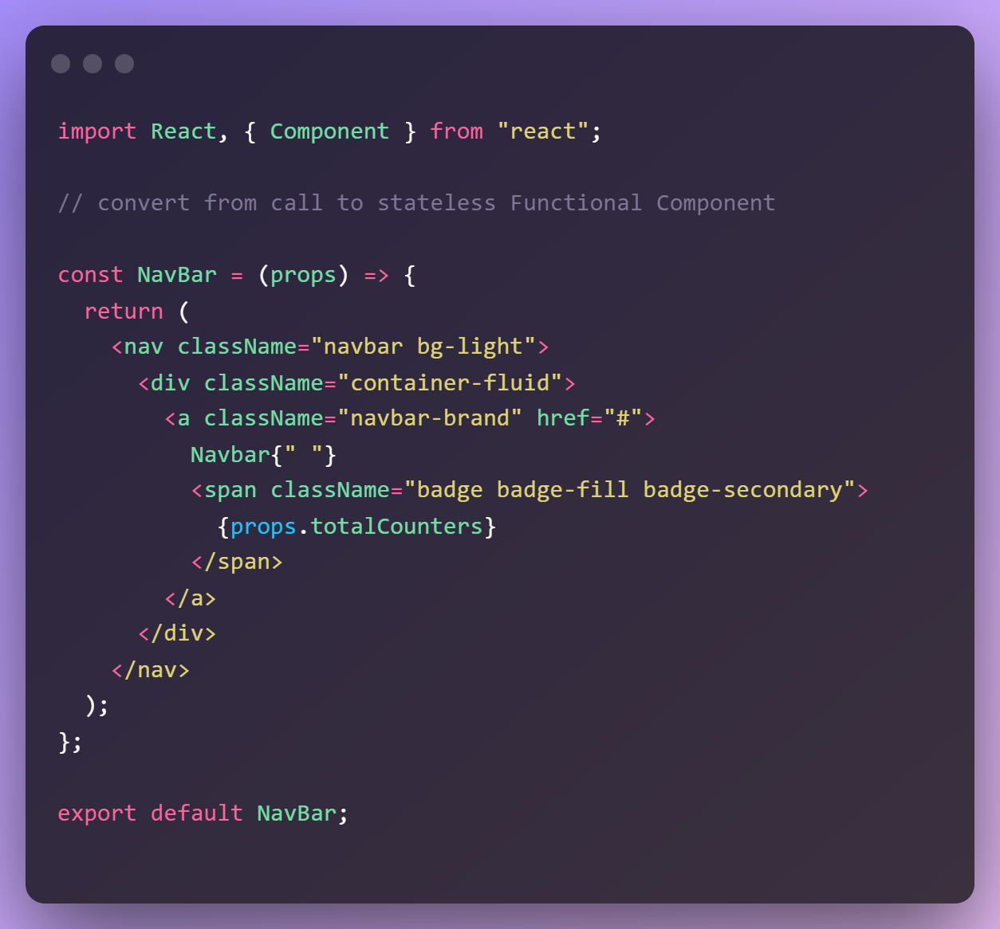 import React, { Component } from "react";

// convert from call to stateless Functional Component

const NavBar = (props) => {
  return (
    <nav className="navbar bg-light">
      <div className="container-fluid">
        <a className="navbar-brand" href="#">
          Navbar{" "}
          <span className="badge badge-fill badge-secondary">
            {props.totalCounters}
          </span>
        </a>
      </div>
    </nav>
  );
};

export default NavBar;